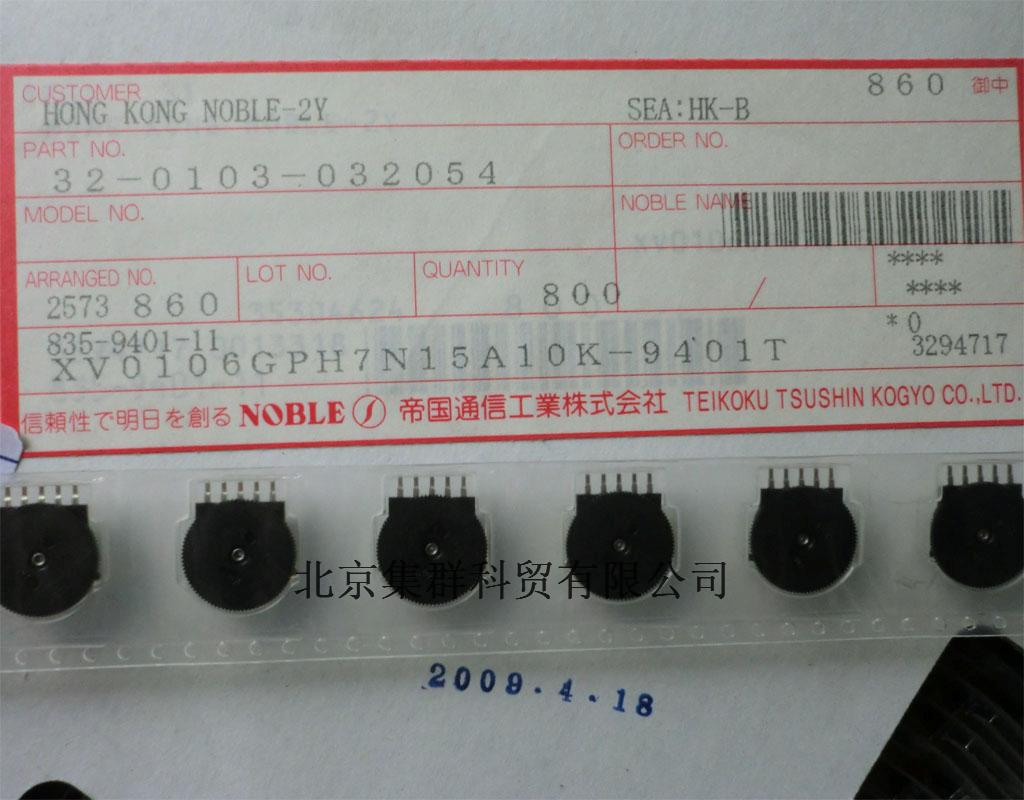 CUSTOMER
860 御中
HONG KONG NOBLE-2Y SEA:HK-B
PART NO.
32-0103-032054
ORDER NO.
MODEL NO.
NOBLE NAME
ARRANGED NO.
2573 860
LOT NO.
QUANTITY
800
/
****
****
835-9401-11
XV0106GPH7N15A10K-9401T
*0
3294717
信頼性で明日を創る NOBLE 帝国通信工業株式会社 TEIKOKU TSUSHIN KOGYO CO.,LTD.
北京集群科贸有限公司
2009.4.18